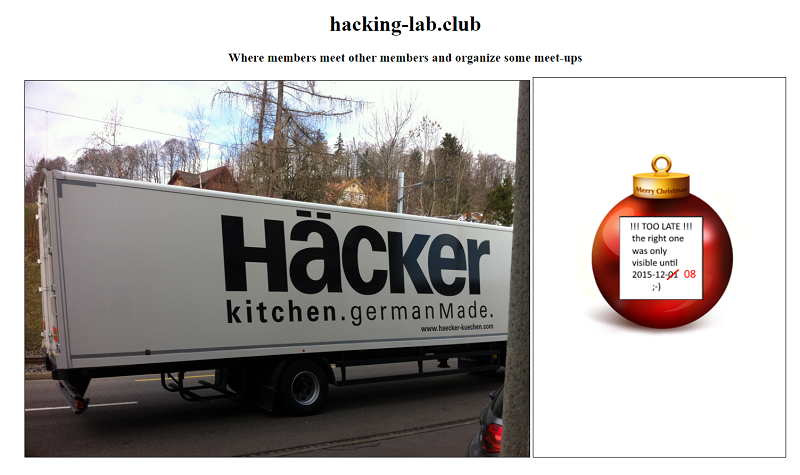 hacking-lab.club
Where members meet other members and organize some meet-ups
HäCKER
kitchen.germanMade.
www.haecker-kuechen.com
Merry Christmas
!!! TOO LATE !!!
the right one
was only
visible until
2015-12-01 08
;-)